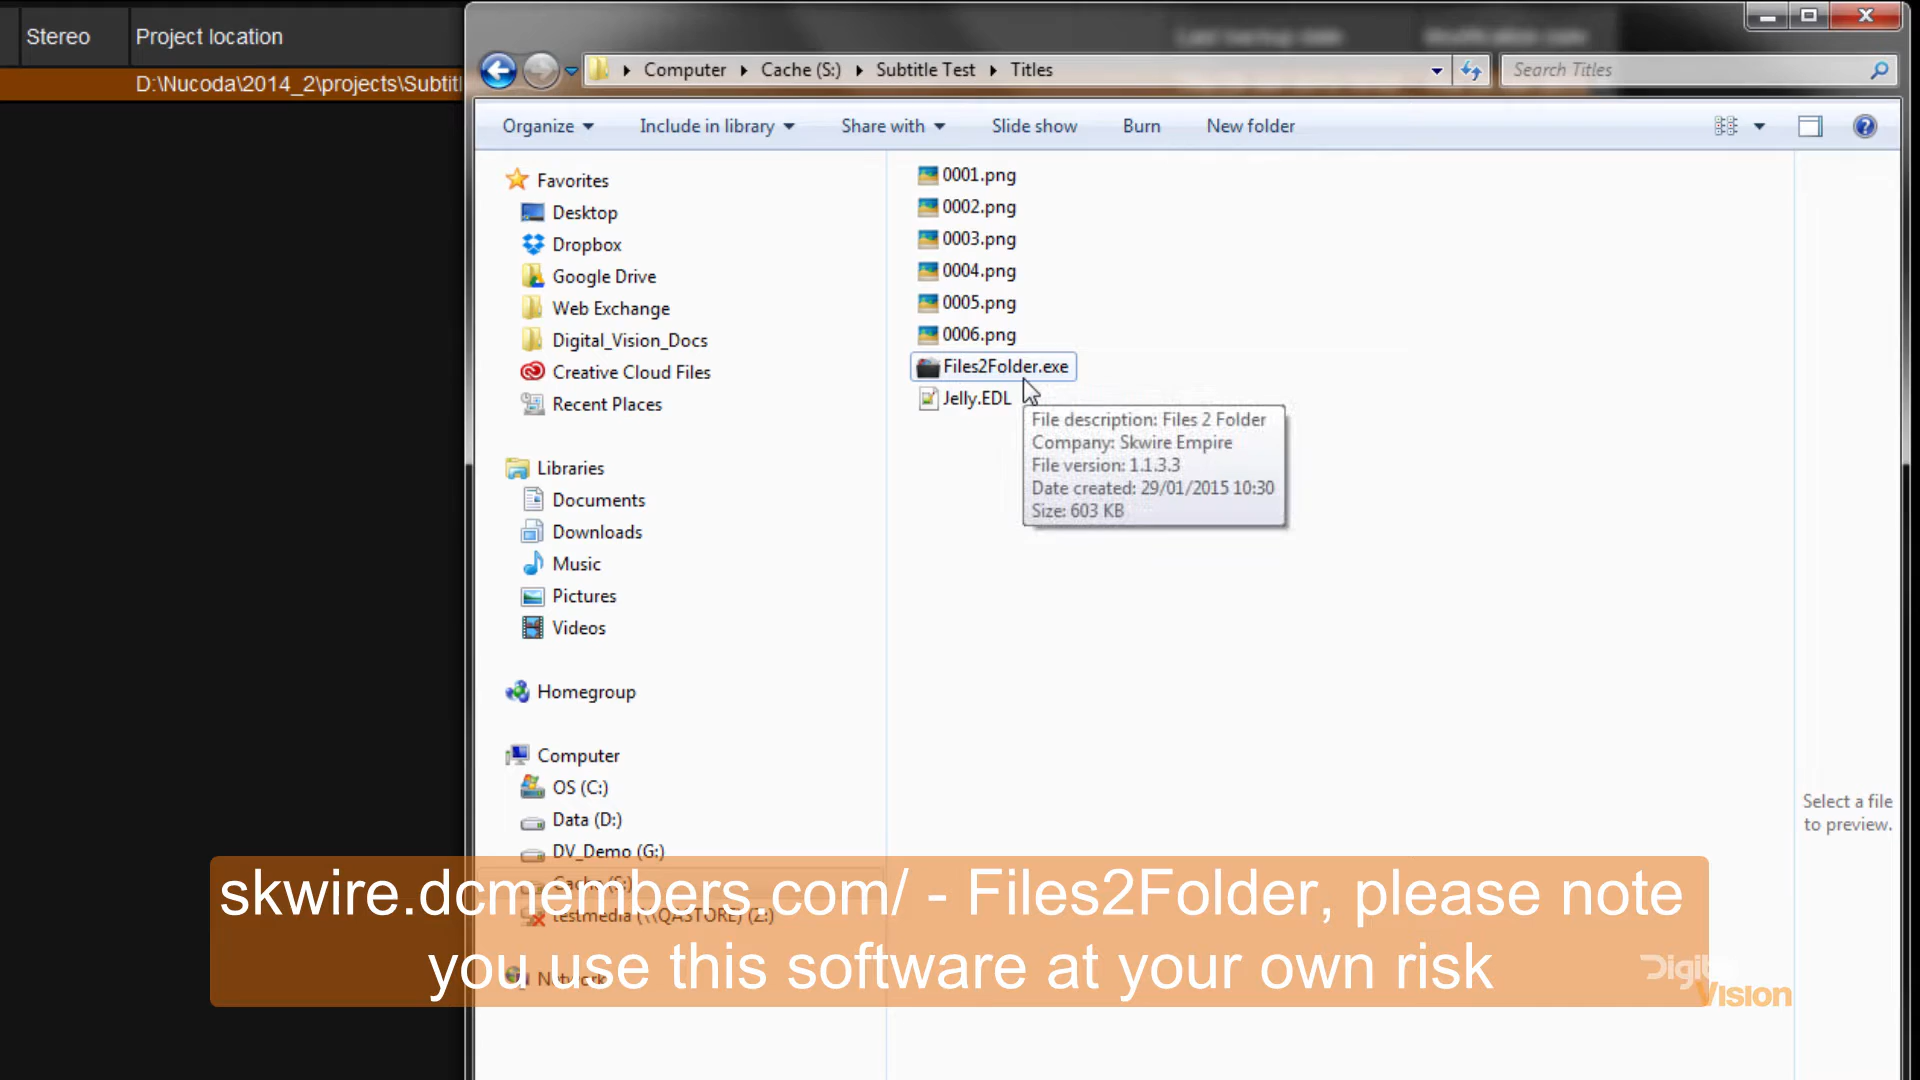 Stereo
Project location
D:\Nucoda\2014_2\projects\Subtitl
Computer
Cache (S:)
Subtitle Test
Titles
Search Titles
Organize
Include in library
Share with
Slide show
Burn
New folder
Favorites
Desktop
Dropbox
Google Drive
Web Exchange
Digital_Vision_Docs
Creative Cloud Files
Recent Places
Libraries
Documents
Downloads
Music
Pictures
Videos
Homegroup
Computer
OS (C:)
Data (D:)
DV_Demo (G:)
Cache (S:)
testmedia (\\QASTORE) (Z:)
Network
0001.png
0002.png
0003.png
0004.png
0005.png
0006.png
Files2Folder.exe
Jelly.EDL
File description: Files 2 Folder
Company: Skwire Empire
File version: 1.1.3.3
Date created: 29/01/2015 10:30
Size: 603 KB
Select a file
to preview.
skwire.dcmembers.com/ - Files2Folder, please note
you use this software at your own risk
Vision